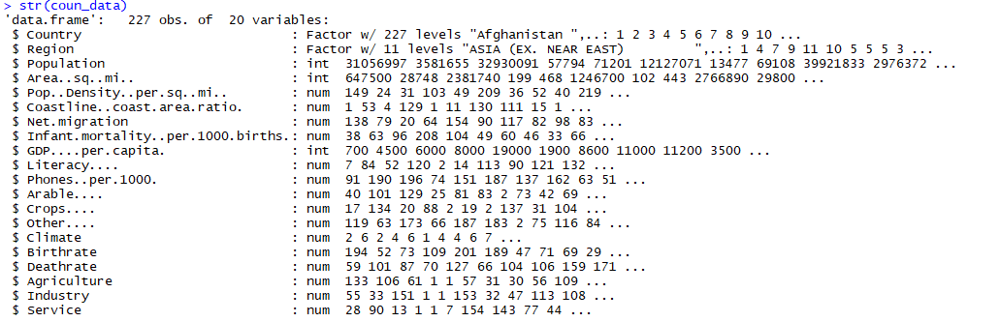 > str(coun_data)
'data.frame':   227 obs. of  20 variables:
 $ Country                           : Factor w/ 227 levels "Afghanistan ",..: 1 2 3 4 5 6 7 8 9 10 ...
 $ Region                            : Factor w/ 11 levels "ASIA (EX. NEAR EAST)         ",..: 1 4 7 9 11 10 5 5 5 3 ...
 $ Population                        : int  31056997 3581655 32930091 57794 71201 12127071 13477 69108 39921833 2976372 ...
 $ Area..sq..mi..                    : int  647500 28748 2381740 199 468 1246700 102 443 2766890 29800 ...
 $ Pop..Density..per.sq..mi..        : num  149 24 31 103 49 209 36 52 40 219 ...
 $ Coastline..coast.area.ratio.      : num  1 53 4 129 1 11 130 111 15 1 ...
 $ Net.migration                     : num  138 79 20 64 154 90 117 82 98 83 ...
 $ Infant.mortality..per.1000.births.: num  38 63 96 208 104 49 60 46 33 66 ...
 $ GDP....per.capita.                : int  700 4500 6000 8000 19000 1900 8600 11000 11200 3500 ...
 $ Literacy....                      : num  7 84 52 120 2 14 113 90 121 132 ...
 $ Phones..per.1000.                 : num  91 190 196 74 151 187 137 162 63 51 ...
 $ Arable....                        : num  40 101 129 25 81 83 2 73 42 69 ...
 $ Crops....                         : num  17 134 20 88 2 19 2 137 31 104 ...
 $ Other....                         : num  119 63 173 66 187 183 2 75 116 84 ...
 $ Climate                           : num  2 6 2 4 6 1 4 4 6 7 ...
 $ Birthrate                         : num  194 52 73 109 201 189 47 71 69 29 ...
 $ Deathrate                         : num  59 101 87 70 127 66 104 106 159 171 ...
 $ Agriculture                       : num  133 106 61 1 1 57 31 30 56 109 ...
 $ Industry                          : num  55 33 151 1 1 153 32 47 113 108 ...
 $ Service                           : num  28 90 13 1 1 7 154 143 77 44 ...